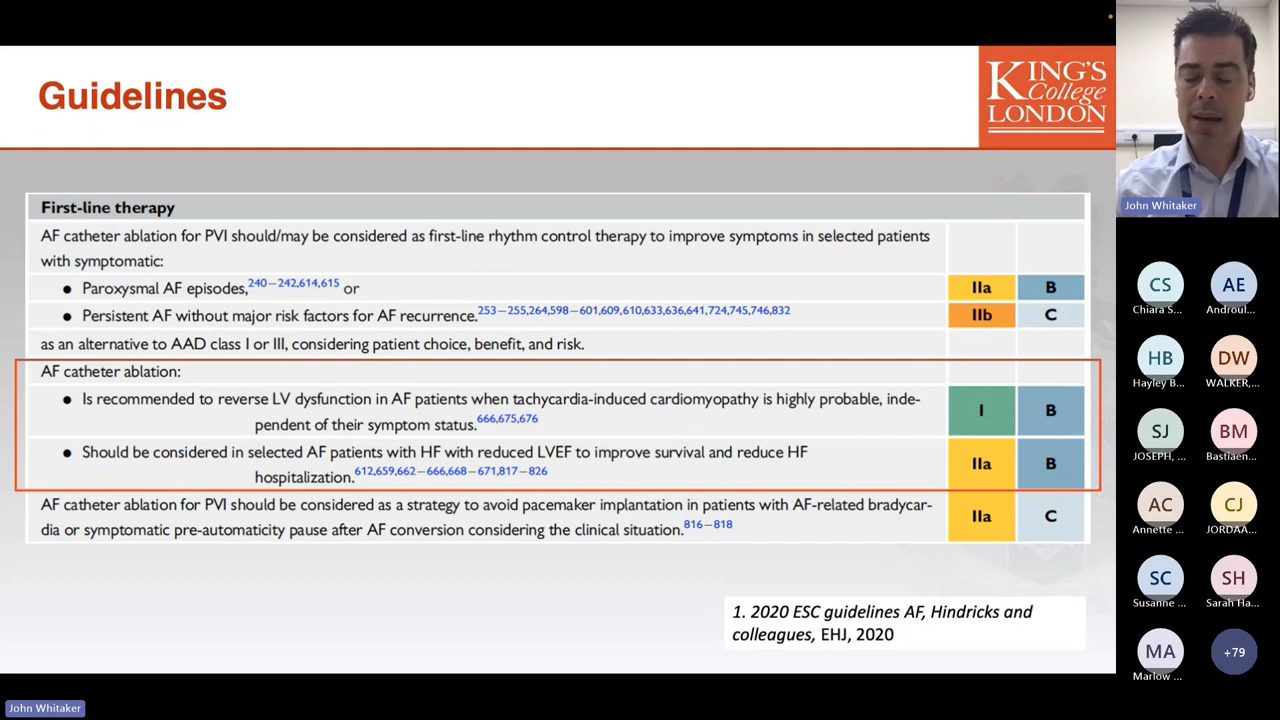 Guidelines
KING'S
College
LONDON
First-line therapy
AF catheter ablation for PVI should/may be considered as first-line rhythm control therapy to improve symptoms in selected patients
with symptomatic:
● Paroxysmal AF episodes,240–242,614,615 or
IIa B
● Persistent AF without major risk factors for AF recurrence.253–255,264,598–601,609,610,633,636,641,724,745,746,832
IIb C
as an alternative to AAD class I or III, considering patient choice, benefit, and risk.
AF catheter ablation:
● Is recommended to reverse LV dysfunction in AF patients when tachycardia-induced cardiomyopathy is highly probable, inde-
pendent of their symptom status.666,675,676
I B
● Should be considered in selected AF patients with HF with reduced LVEF to improve survival and reduce HF
hospitalization.612,659,662–666,668–671,817–826
IIa B
AF catheter ablation for PVI should be considered as a strategy to avoid pacemaker implantation in patients with AF-related bradycar-
dia or symptomatic pre-automaticity pause after AF conversion considering the clinical situation.816–818
IIa C
1. 2020 ESC guidelines AF, Hindricks and
colleagues, EHJ, 2020
John Whitaker
CS AE
Chiara S... Androul...
HB DW
Hayley B... WALKER,...
SJ BM
JOSEPH, ... Bastiaen...
AC CJ
Annette ... JORDAA...
SC SH
Susanne ... Sarah Ha...
MA +79
Marlow ...
John Whitaker